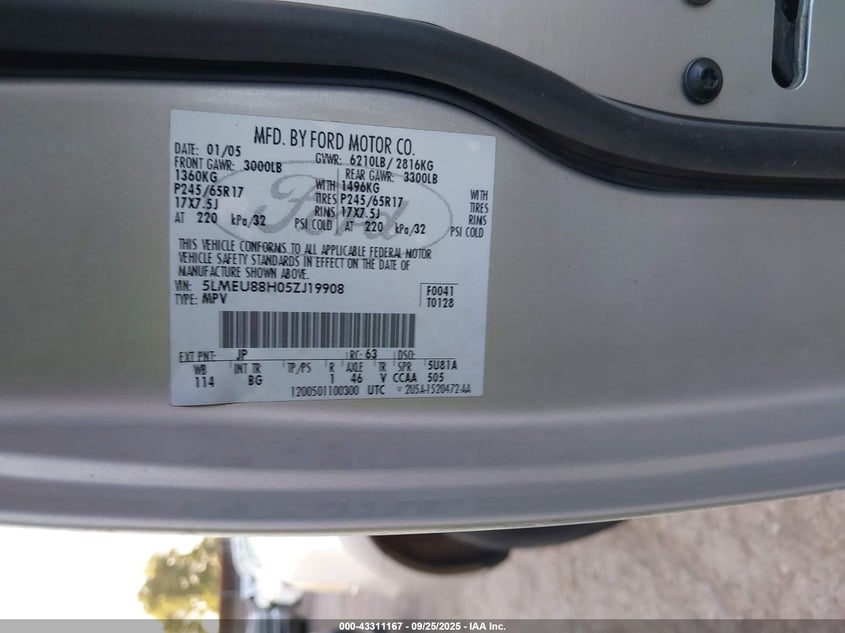 MFD. BY FORD MOTOR CO.
DATE: 01/05 GVWR: 6210LB/2816KG
FRONT GAWR: 3000LB REAR GAWR: 3300LB
1360KG WITH 1496KG WITH
P245/65R17 TIRES P245/65R17 TIRES
17X7.5J RIMS 17X7.5J RIMS
AT 220 kPa/32 PSI COLD AT 220 kPa/32 PSI COLD
THIS VEHICLE CONFORMS TO ALL APPLICABLE FEDERAL MOTOR
VEHICLE SAFETY STANDARDS IN EFFECT ON THE DATE OF
MANUFACTURE SHOWN ABOVE.
VIN: 5LMEU88H05ZJ19908 F0041
TYPE: MPV T0128
EXT PNT: JP RC: 63 DSO:
WB INT TR TP/PS R AXLE TR SPR 5U81A
114 BG 1 46 V CCAA 505
1200501100300 UTC 2U5A-1520472-AA
Ford
000-43311167 - 09/25/2025 - IAA Inc.